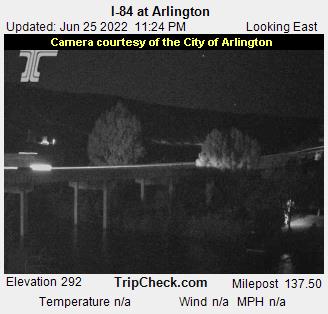 I-84 at Arlington
Updated: Jun 25 2022 11:24 PM Looking East
Camera courtesy of the City of Arlington
Elevation 292 TripCheck.com Milepost 137.50
Temperature n/a Wind n/a MPH n/a